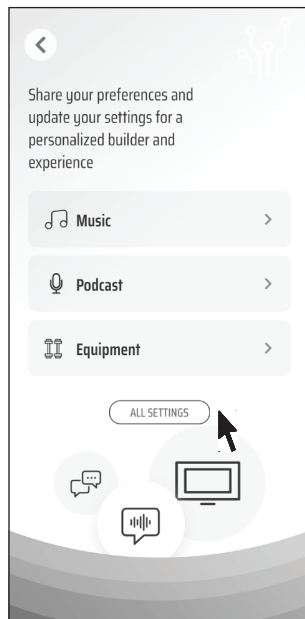 Share your preferences and
update your settings for a
personalized builder and
experience
Music
Podcast
Equipment
ALL SETTINGS